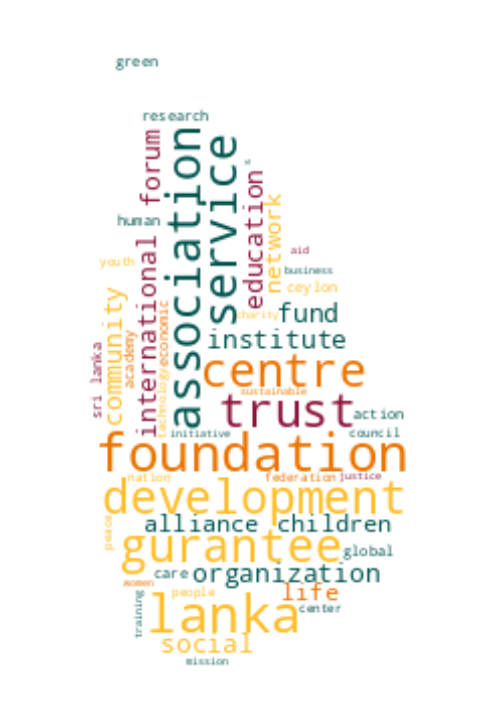 green
research
association
service
forum
education
human
network
international
aid
youth
business
ceylon
community
economic
charity
fund
academy
institute
sri lanka
technology
centre
sustainable
trust
action
initiative
council
foundation
nation
federation
justice
development
alliance
children
peace
gurantee
global
care
organization
women
life
people
training
lanka
center
social
mission